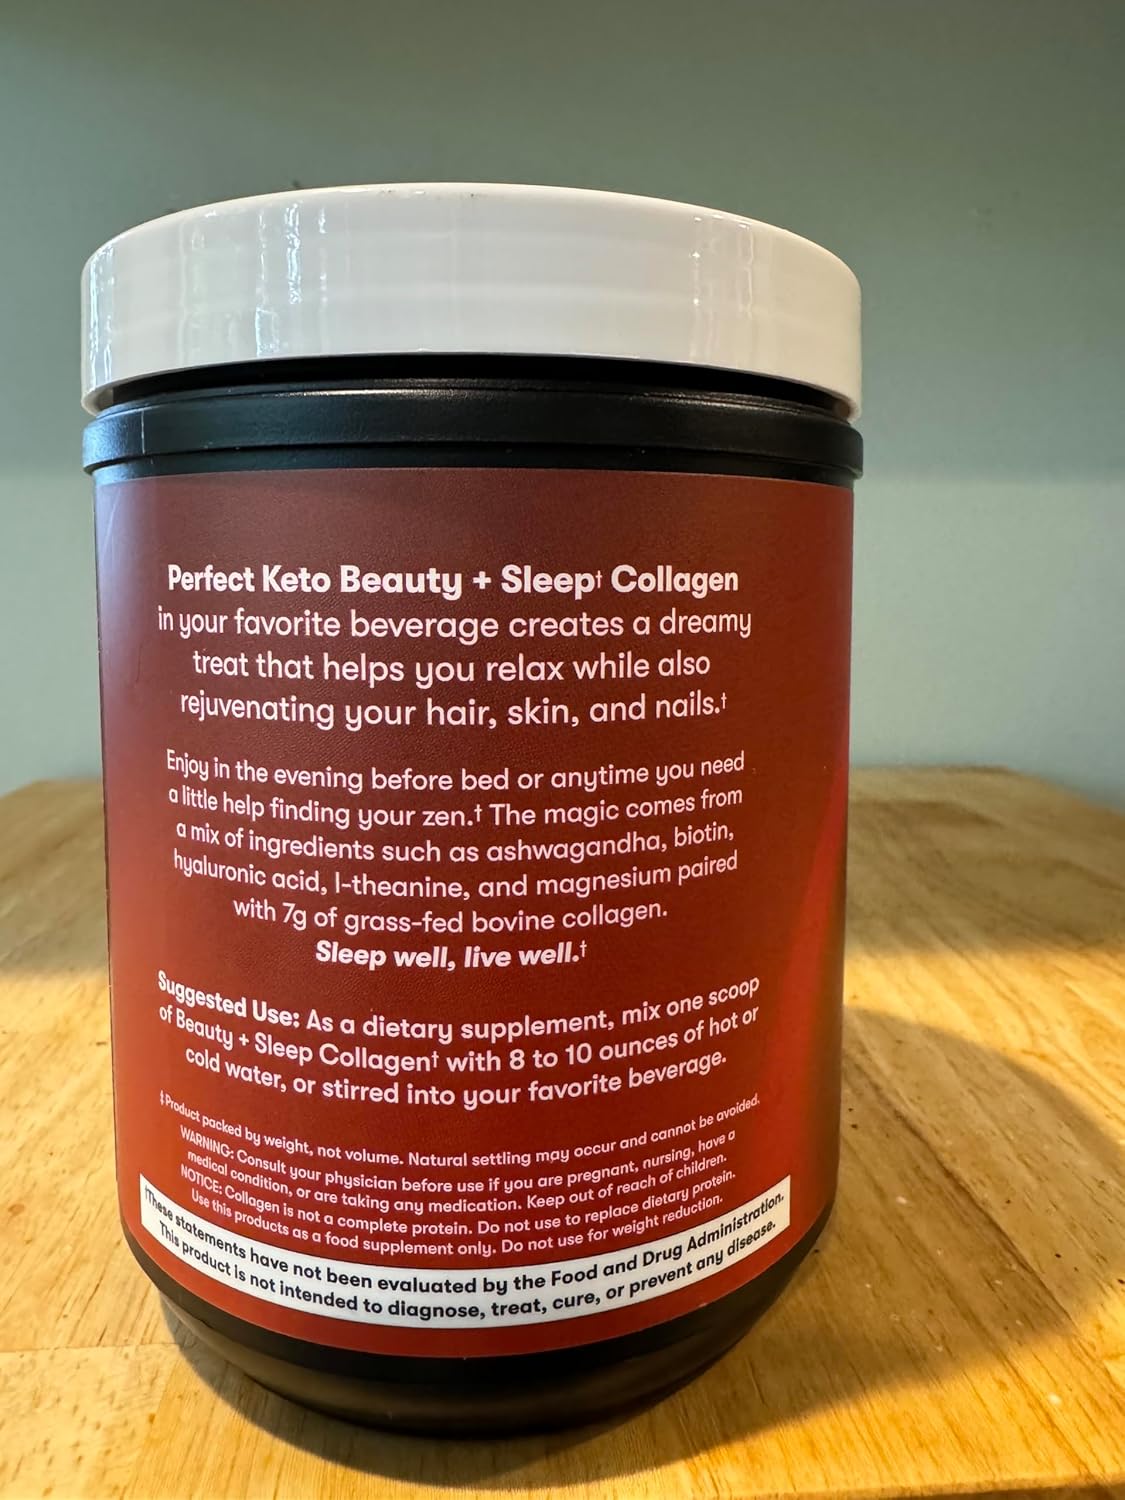 Perfect Keto Beauty + Sleep† Collagen
in your favorite beverage creates a dreamy
treat that helps you relax while also
rejuvenating your hair, skin, and nails.†
Enjoy in the evening before bed or anytime you need
a little help finding your zen.† The magic comes from
a mix of ingredients such as ashwagandha, biotin,
hyaluronic acid, l-theanine, and magnesium paired
with 7g of grass-fed bovine collagen.
Sleep well, live well.†
Suggested Use: As a dietary supplement, mix one scoop
of Beauty + Sleep Collagen† with 8 to 10 ounces of hot or
cold water, or stirred into your favorite beverage.
‡Product packed by weight, not volume. Natural settling may occur and cannot be avoided.
WARNING: Consult your physician before use if you are pregnant, nursing, have a
medical condition, or are taking any medication. Keep out of reach of children.
NOTICE: Collagen is not a complete protein. Do not use to replace dietary protein.
Use this products as a food supplement only. Do not use for weight reduction.
†These statements have not been evaluated by the Food and Drug Administration.
This product is not intended to diagnose, treat, cure, or prevent any disease.